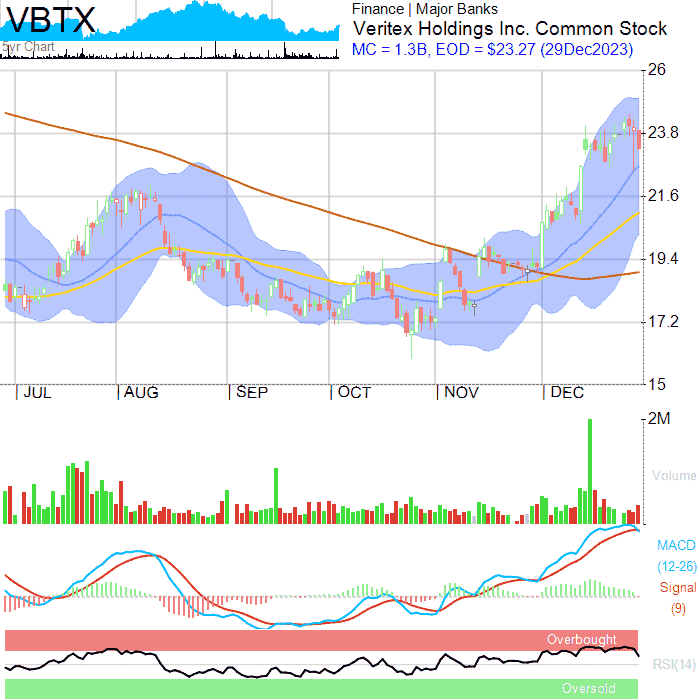 VBTX
5yr Chart
Finance | Major Banks
Veritex Holdings Inc. Common Stock
MC = 1.3B, EOD = $23.27 (29Dec2023)
26
23.8
21.6
19.4
17.2
15
JUL AUG SEP OCT NOV DEC
2M
Volume
MACD
(12-26)
Signal
(9)
Overbought
RSI(14)
Oversold